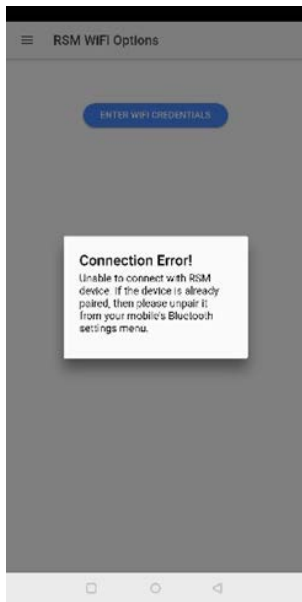 RSM WIFI Options
ENTER WIFI CREDENTIALS
Connection Error!
Unable to connect with RSM
device. If the device is already
paired, then please unpair it
from your mobile's Bluetooth
settings menu.